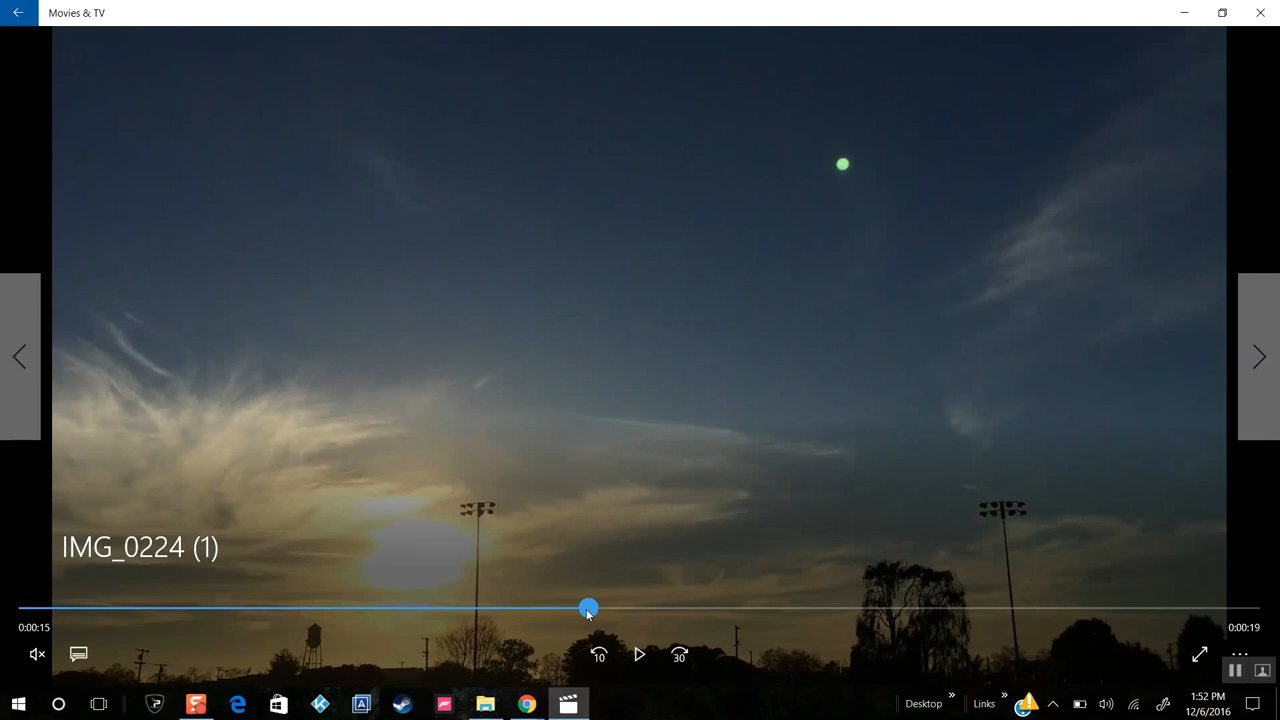 Movies & TV
IMG_0224 (1)
0:00:15
0:00:19
10
30
Desktop
Links
1:52 PM
12/6/2016